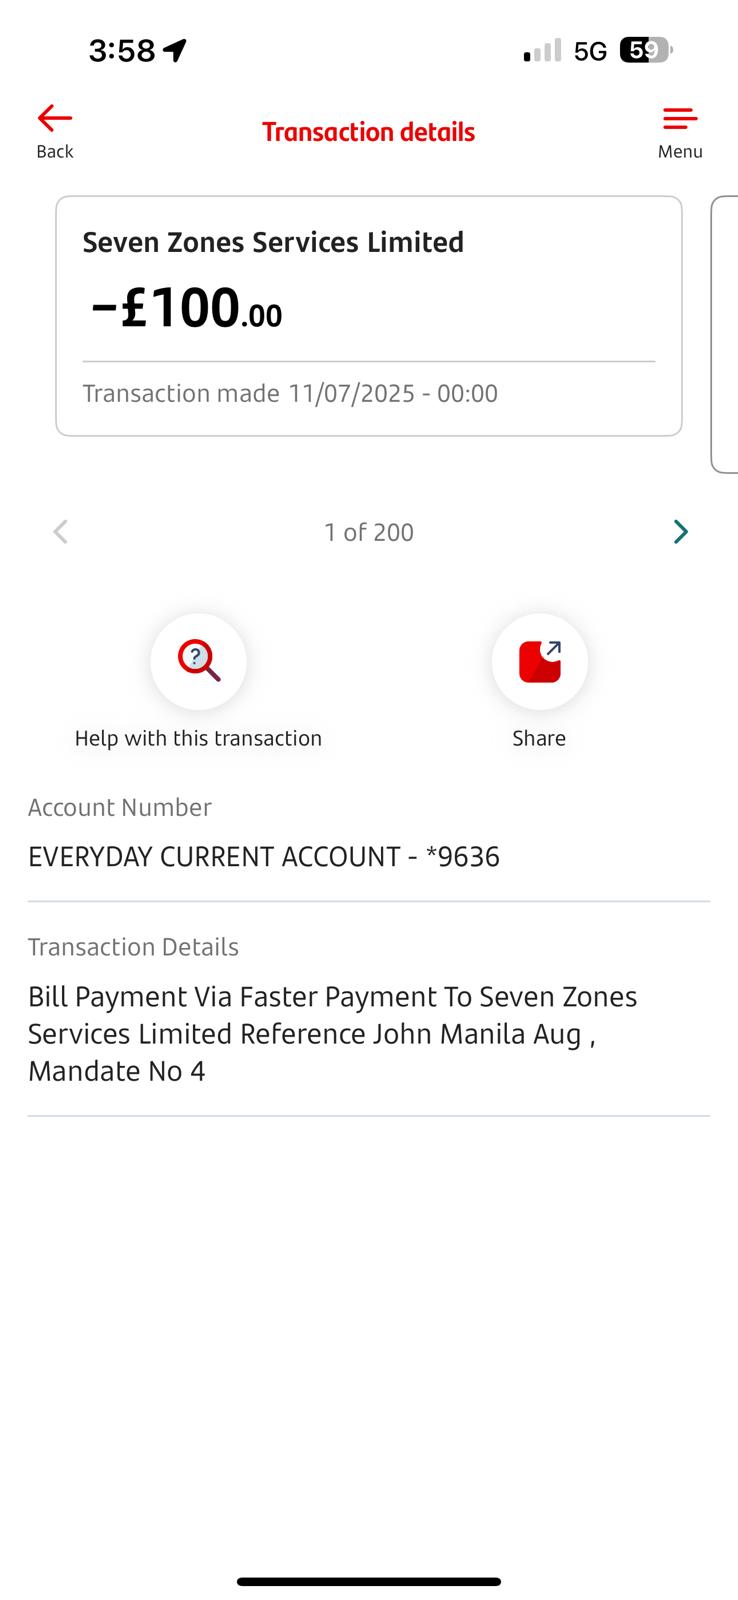 3:58
5G
59
Back
Transaction details
Menu
Seven Zones Services Limited
-£100.00
Transaction made 11/07/2025 - 00:00
1 of 200
?
Help with this transaction
Share
Account Number
EVERYDAY CURRENT ACCOUNT - *9636
Transaction Details
Bill Payment Via Faster Payment To Seven Zones
Services Limited Reference John Manila Aug ,
Mandate No 4